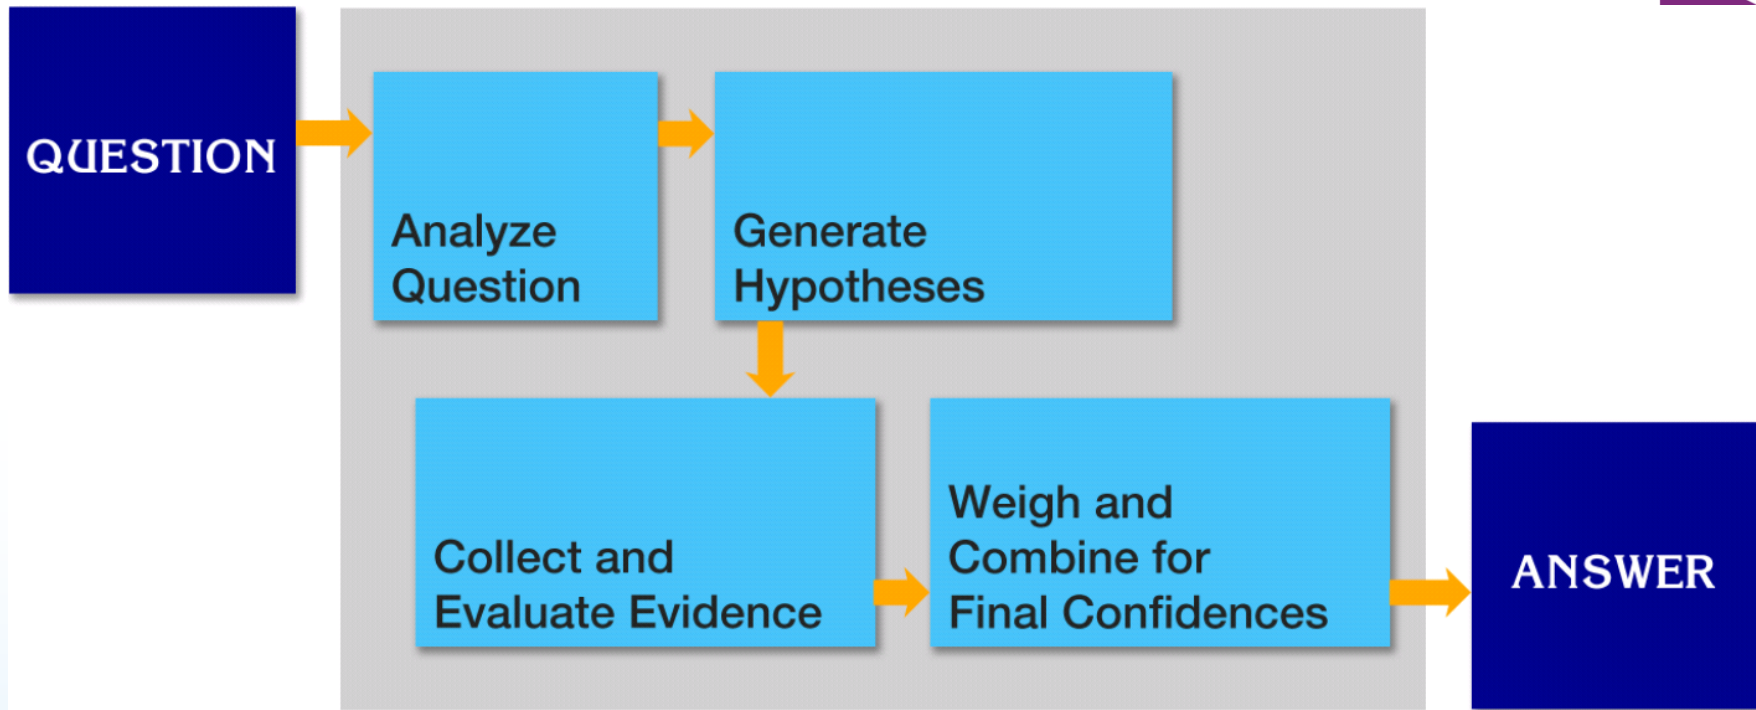 QUESTION
Analyze
Question
Generate
Hypotheses
Collect and
Evaluate Evidence
Weigh and
Combine for
Final Confidences
ANSWER